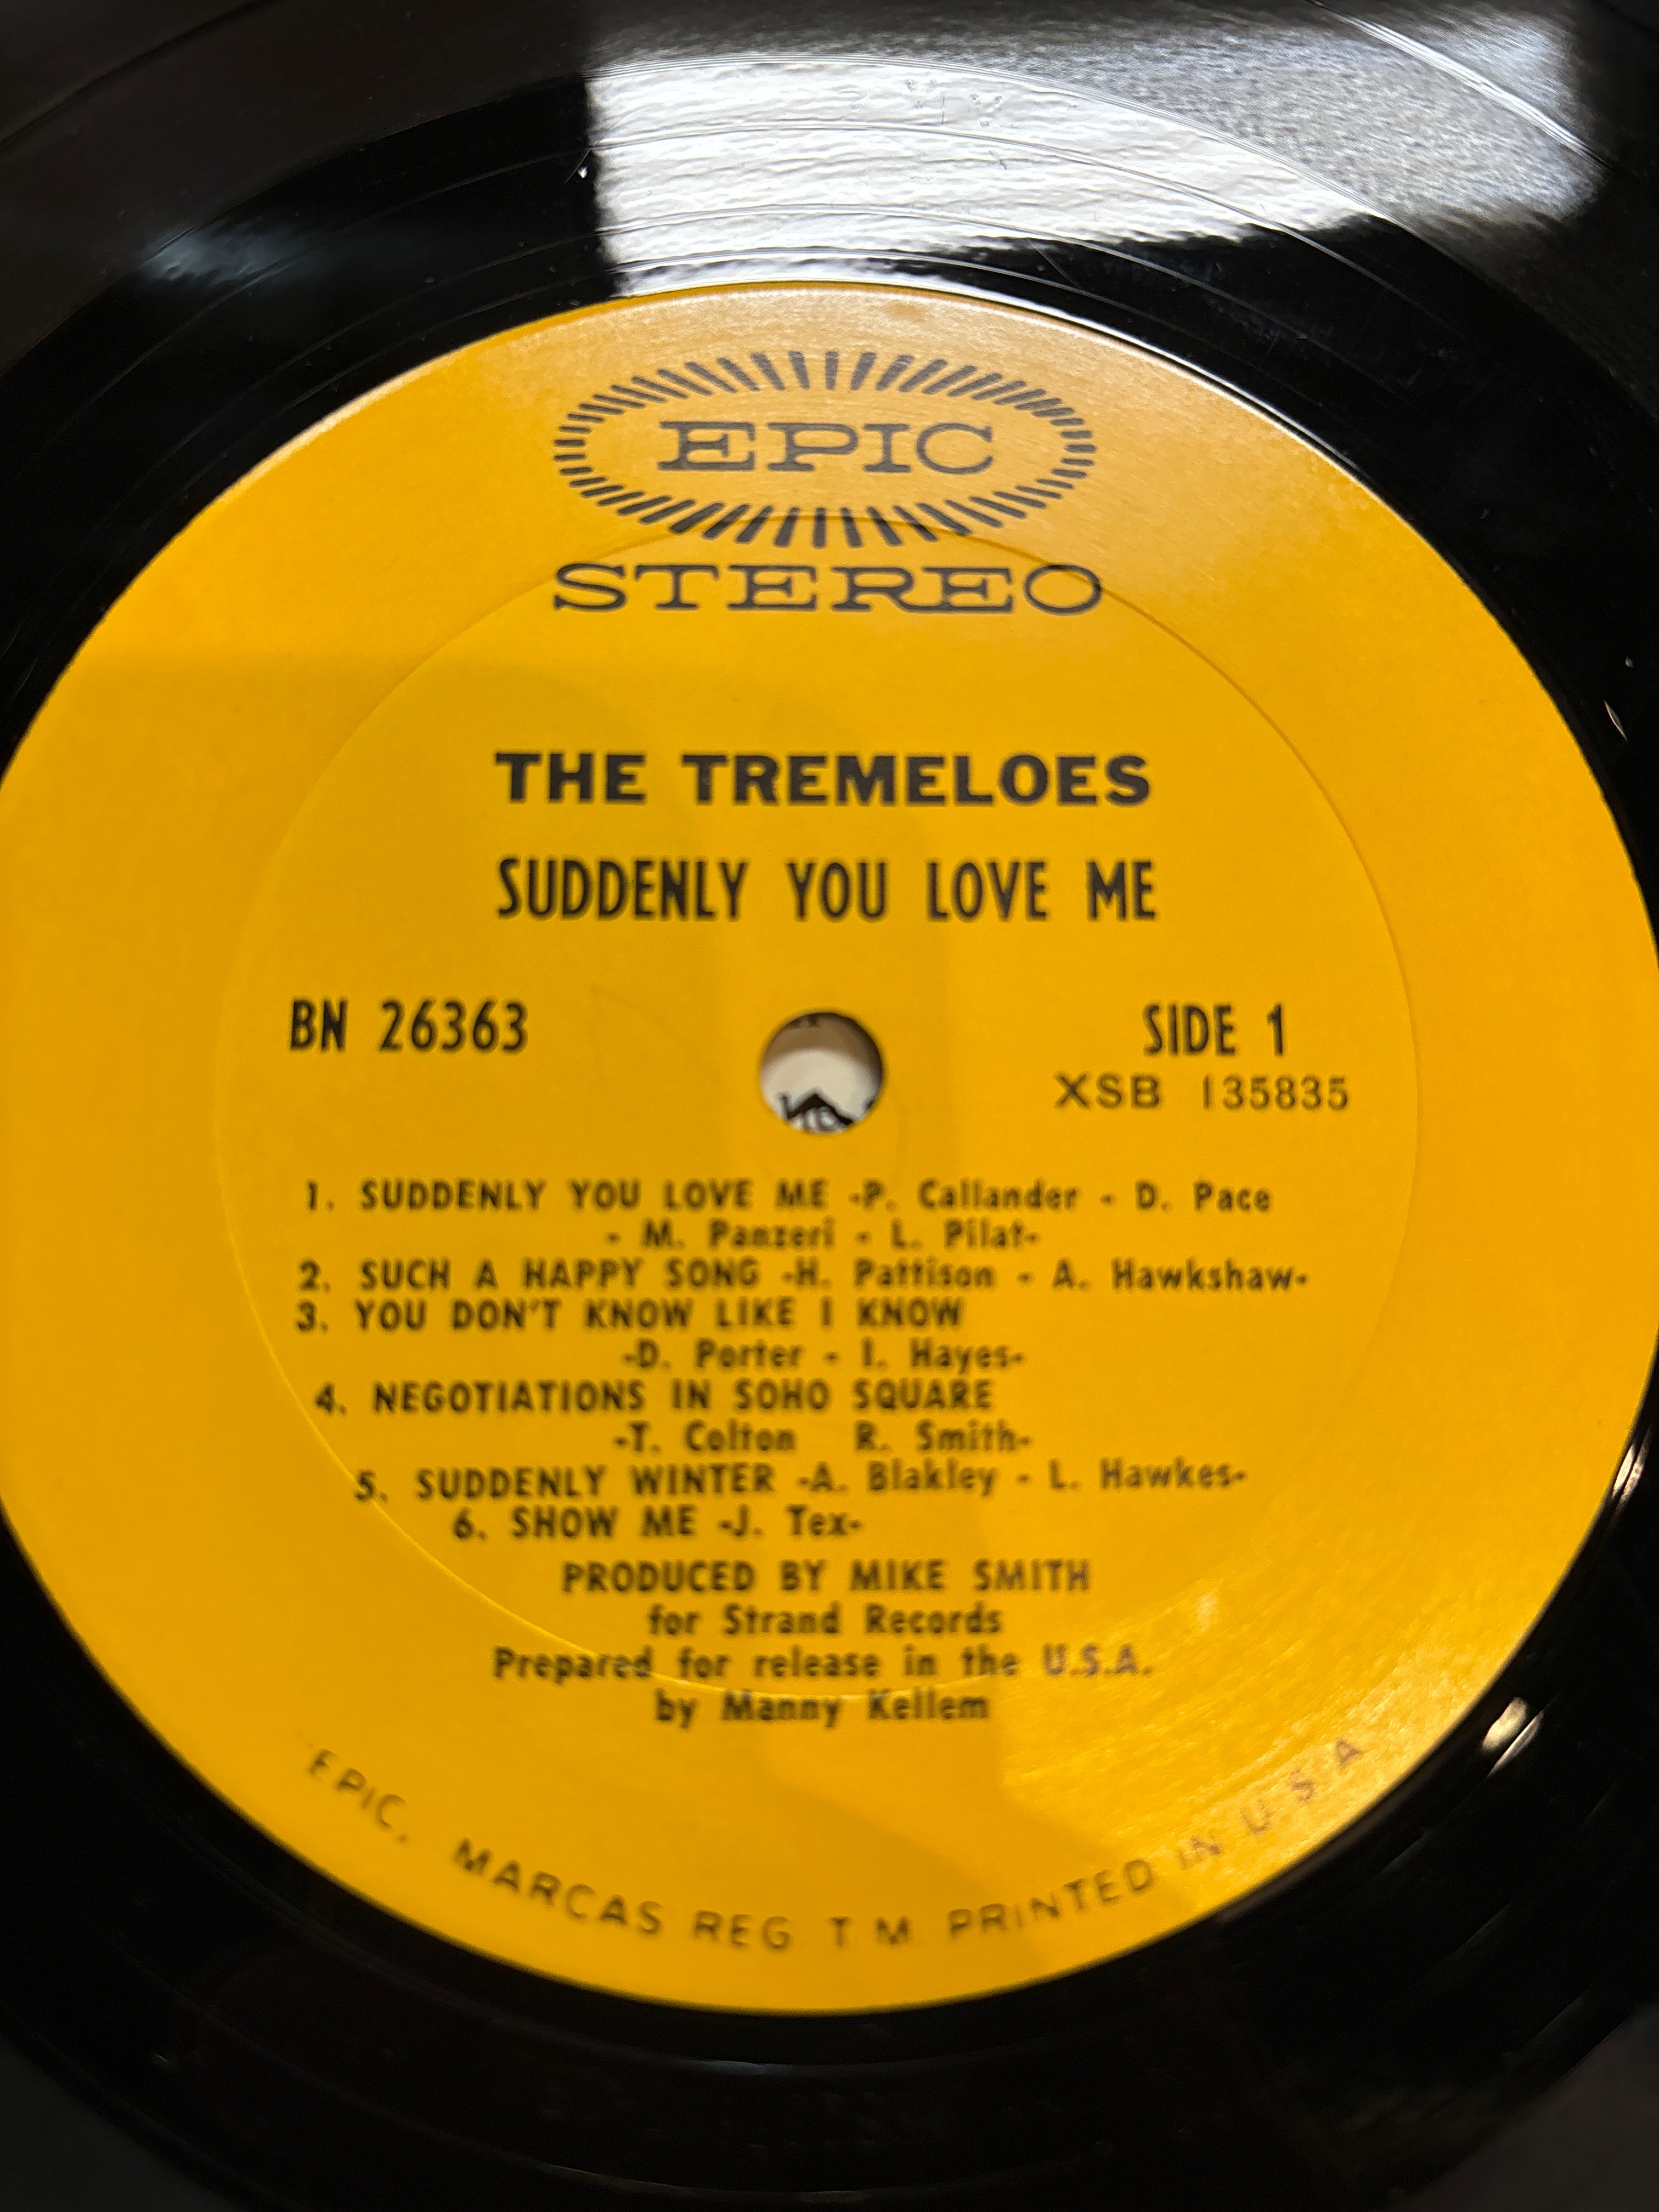 EPIC
STEREO
THE TREMELOES
SUDDENLY YOU LOVE ME
BN 26363
SIDE 1
XSB 135835
1. SUDDENLY YOU LOVE ME -P. Callander - D. Pace
- M. Panzeri - L. Pilat-
2. SUCH A HAPPY SONG -H. Pattison - A. Hawkshaw-
3. YOU DON'T KNOW LIKE I KNOW
-D. Porter - I. Hayes-
4. NEGOTIATIONS IN SOHO SQUARE
-T. Colton R. Smith-
5. SUDDENLY WINTER -A. Blakley - L. Hawkes-
6. SHOW ME -J. Tex-
PRODUCED BY MIKE SMITH
for Strand Records
Prepared for release in the U.S.A.
by Manny Kellem
EPIC, MARCAS REG T M PRINTED IN U S A